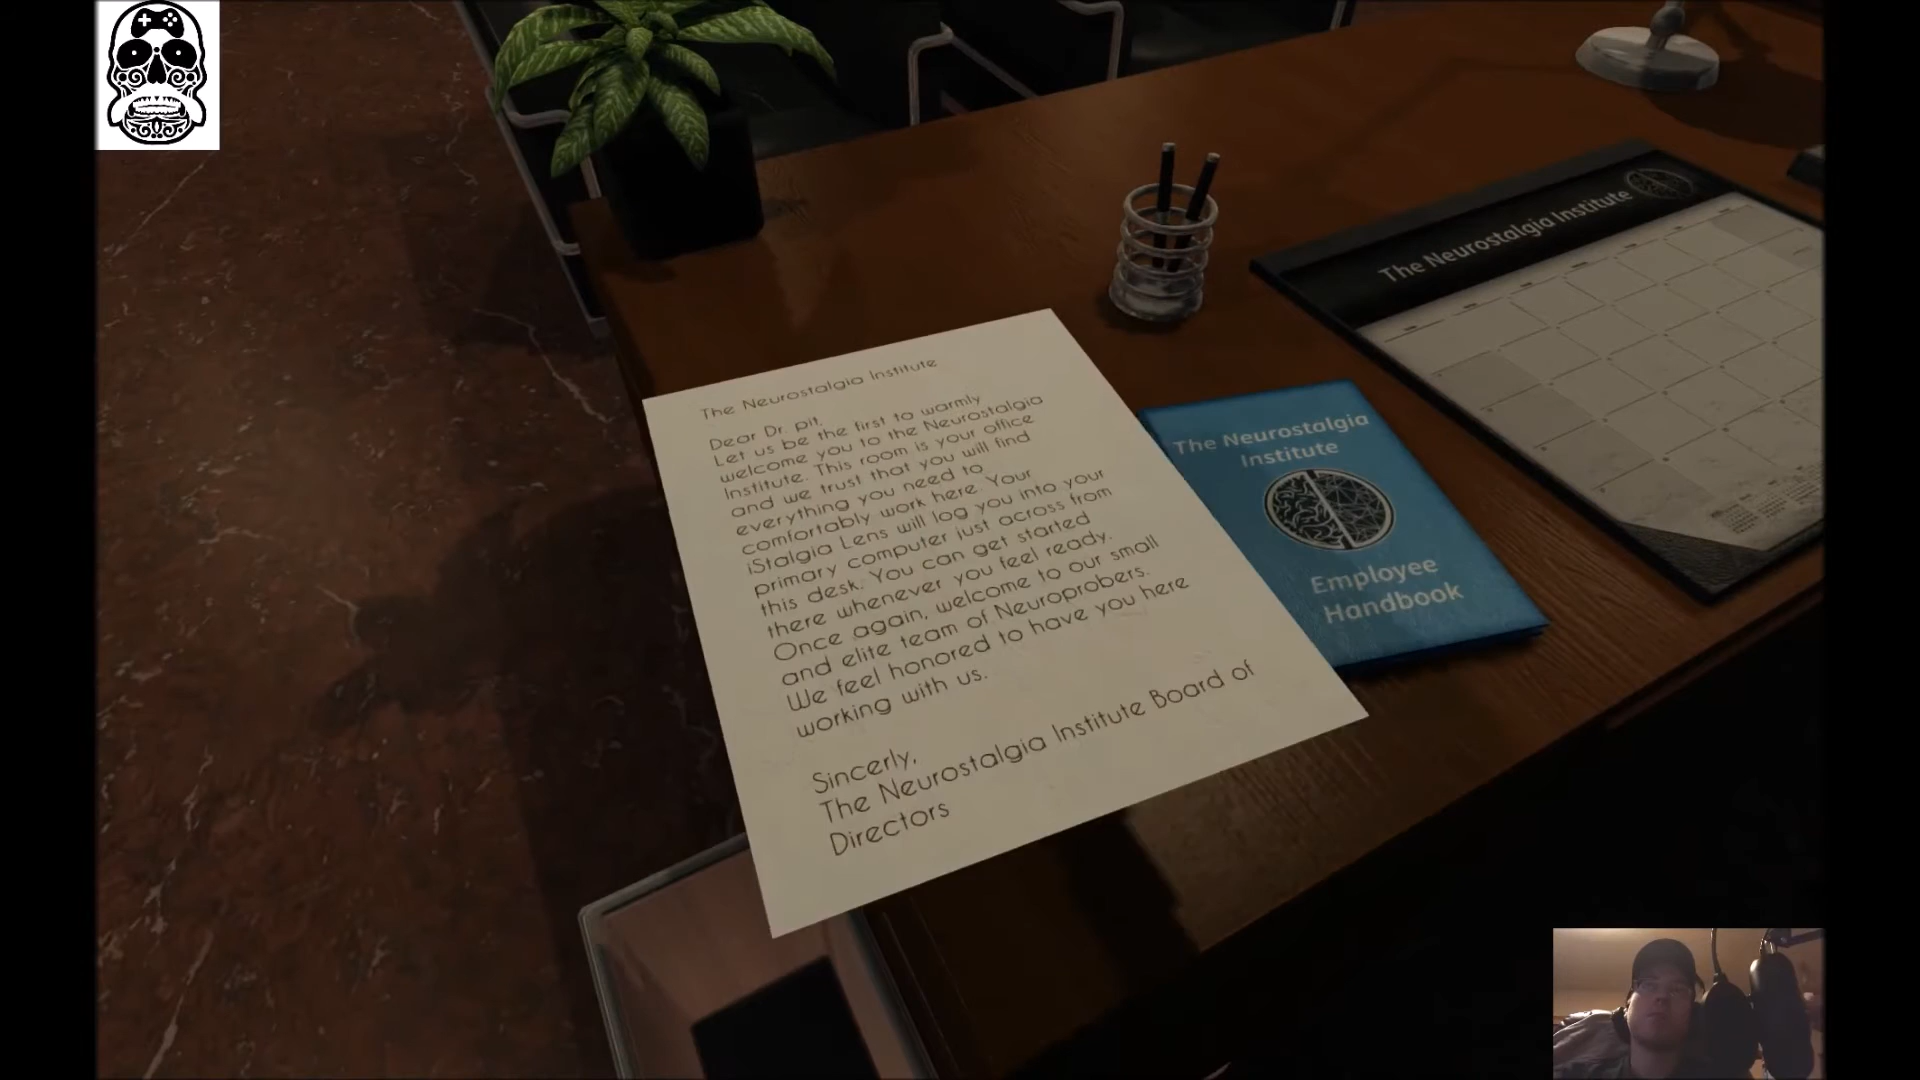 The Neurostalgia Institute
Dear Dr. pit,
Let us be the first to warmly
welcome you to the Neurostalgia
Institute. This room is your office
and we trust that you will find
everything you need to
comfortably work here. Your
iStalgia Lens will log you into your
primary computer just across from
this desk. You can get started
there whenever you feel ready.
Once again, welcome to our small
and elite team of Neuroprobers.
We feel honored to have you here
working with us.
Sincerly,
The Neurostalgia Institute Board of
Directors
The Neurostalgia
Institute
Employee
Handbook
The Neurostalgia Institute